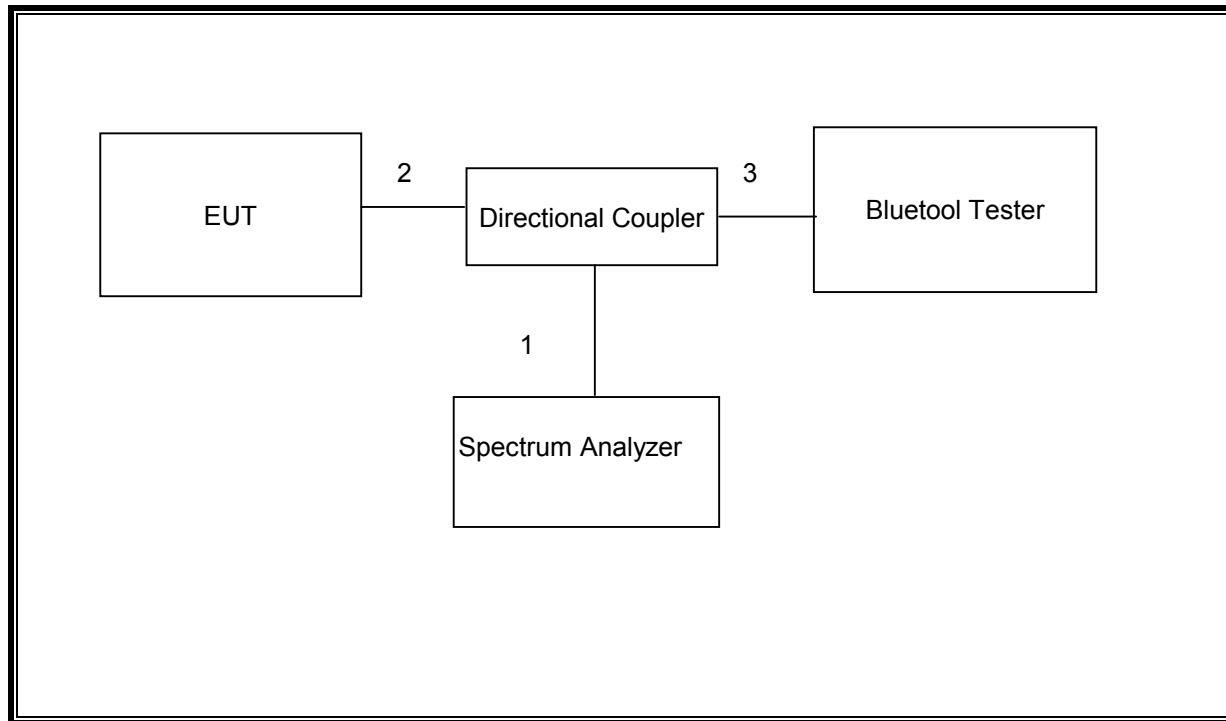 2
3
EUT
Directional Coupler
Bluetool Tester
1
Spectrum Analyzer